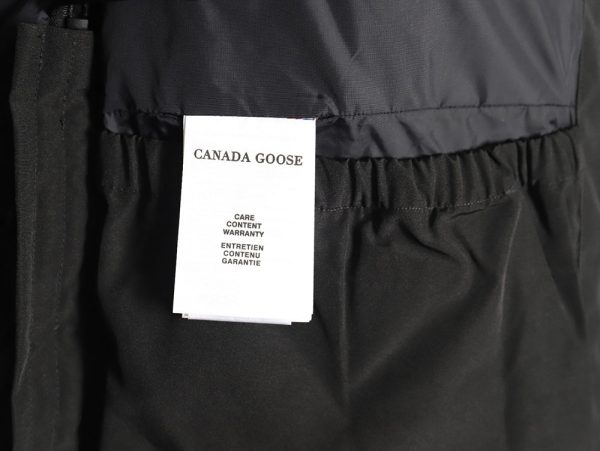 CANADA GOOSE
CARE
CONTENT
WARRANTY
ENTRETIEN
CONTENU
GARANTIE